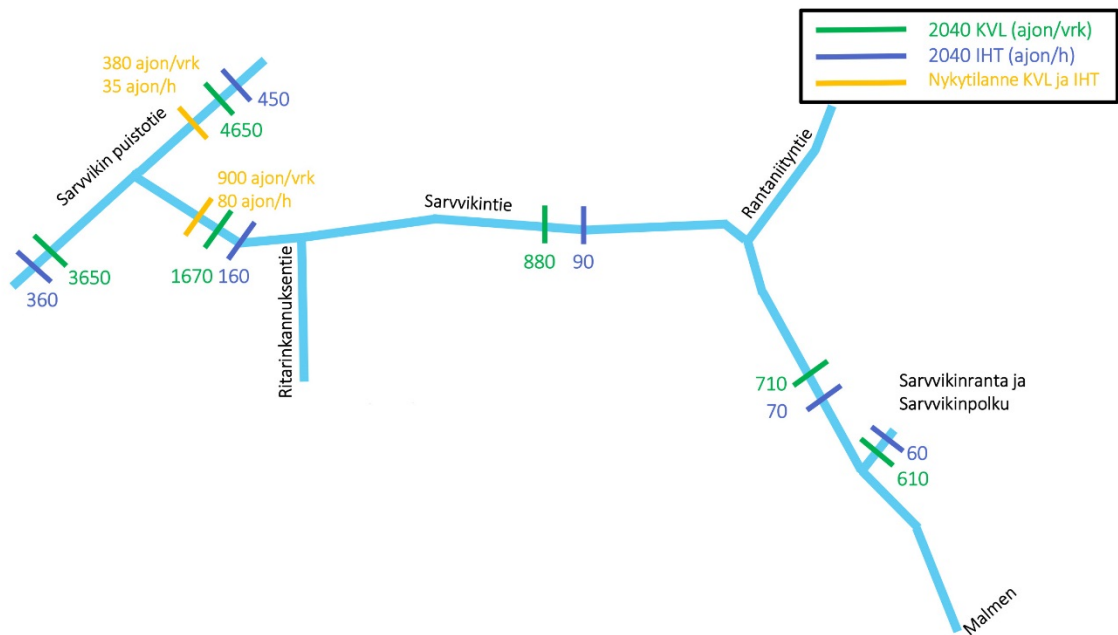 2040 KVL (ajon/vrk)
2040 IHT (ajon/h)
Nykytilanne KVL ja IHT
380 ajon/vrk
35 ajon/h
450
4650
Sarvvikin puistotie
900 ajon/vrk
80 ajon/h
3650
360
1670
160
Ritarinkannuksentie
Sarvvikintie
880
90
Rantaniityntie
710
70
Sarvvikinranta ja
Sarvvikinpolku
60
610
Malmen